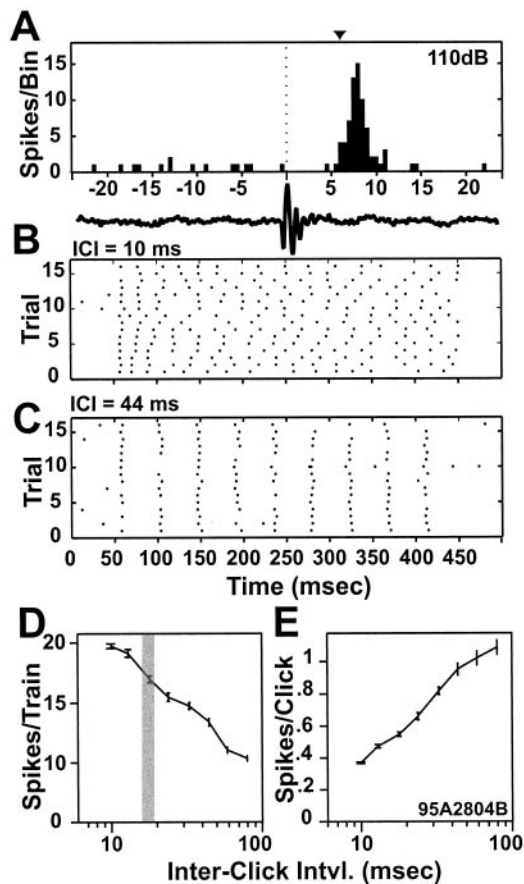 A
Spikes/Bin
110dB
15
10
5
0
-20 -15 -10 -5 5 10 15 20
B
ICI = 10 ms
Trial
15
10
5
0
C
ICI = 44 ms
Trial
15
10
5
0
0 50 100 150 200 250 300 350 400 450
Time (msec)
D
Spikes/Train
20
15
10
0
10 100
E
Spikes/Click
1
.8
.6
.4
.2
0
10 100
95A2804B
Inter-Click Intvl. (msec)